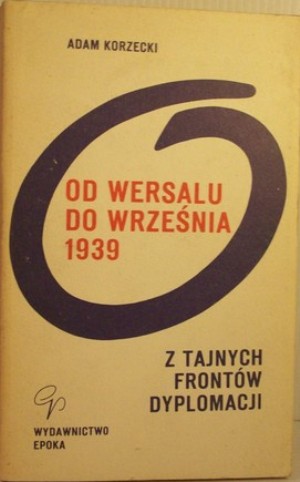 ADAM KORZECKI
OD WERSALU
DO WRZEŚNIA
1939
Z TAJNYCH
FRONTÓW
DYPLOMACJI
WYDAWNICTWO
EPOKA